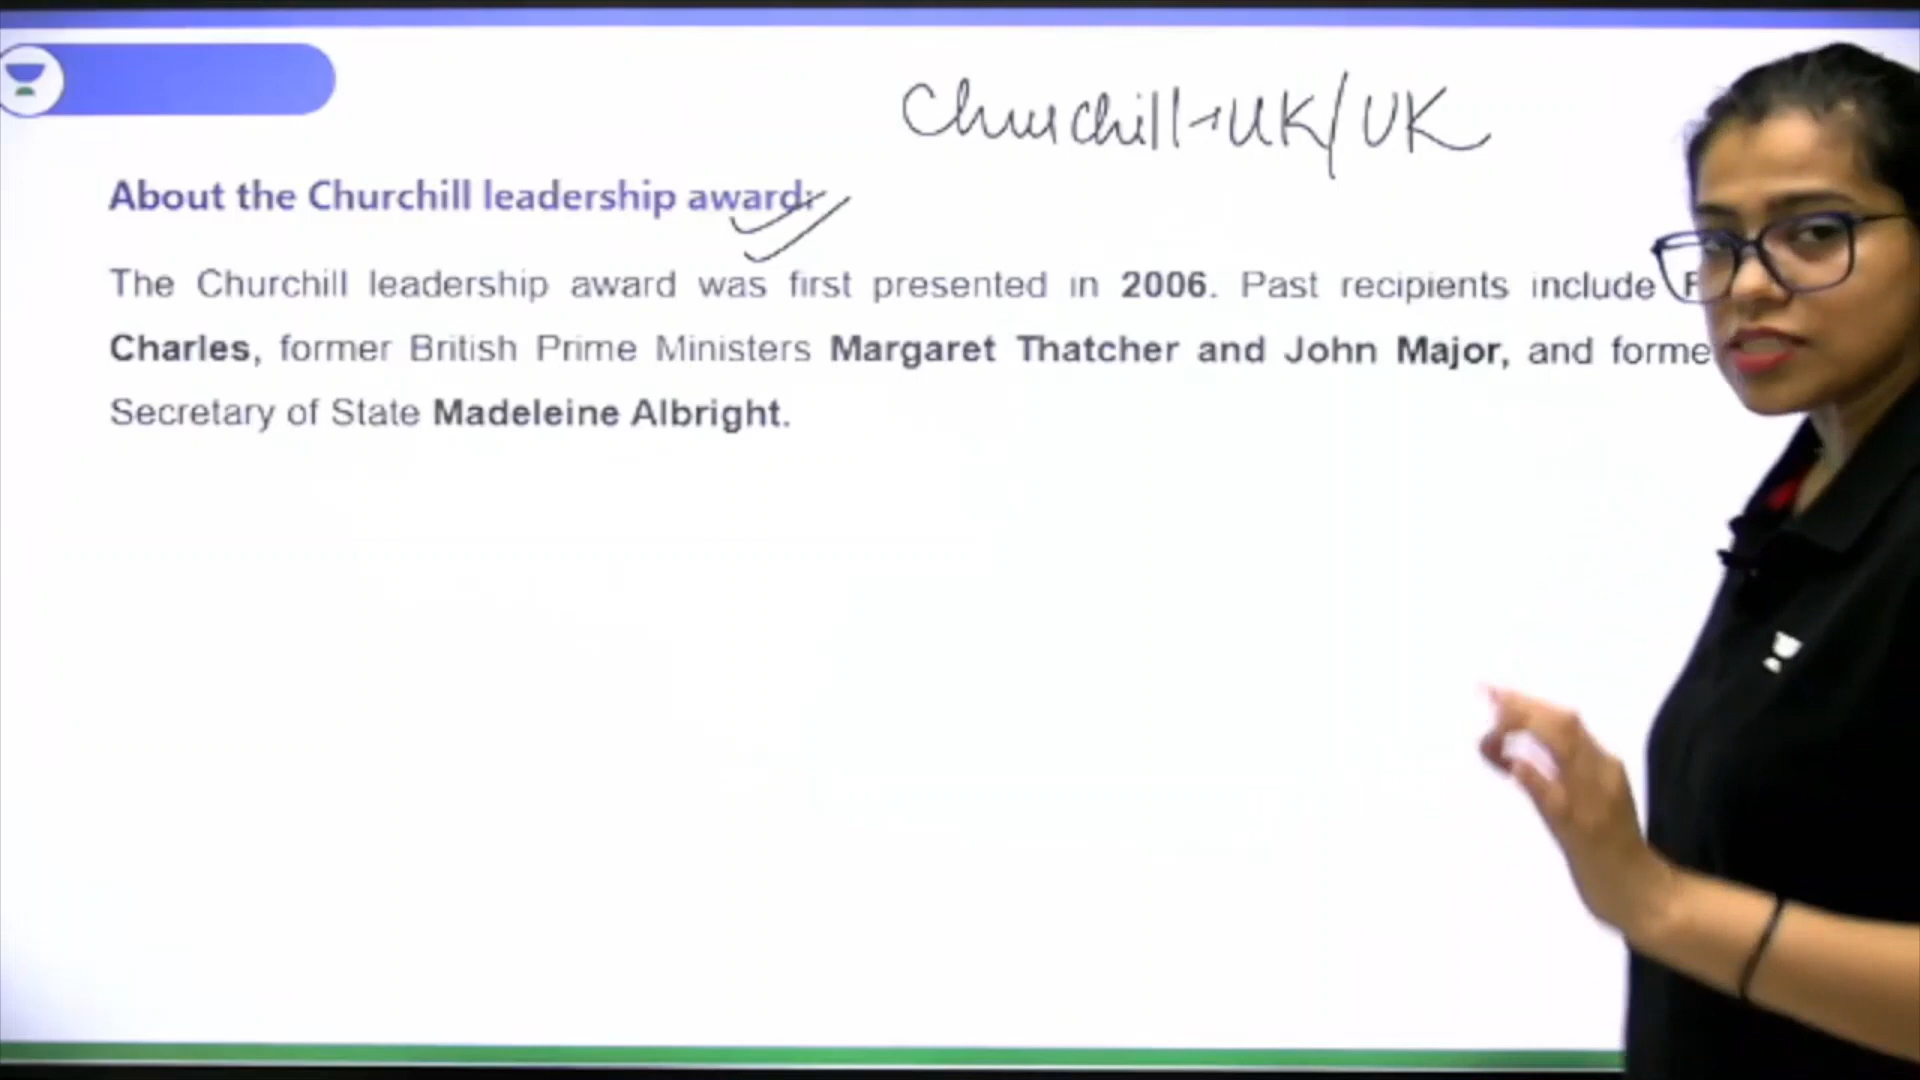 Churchill→UK/UK
About the Churchill leadership award:
The Churchill leadership award was first presented in 2006. Past recipients include
Charles, former British Prime Ministers Margaret Thatcher and John Major, and forme
Secretary of State Madeleine Albright.